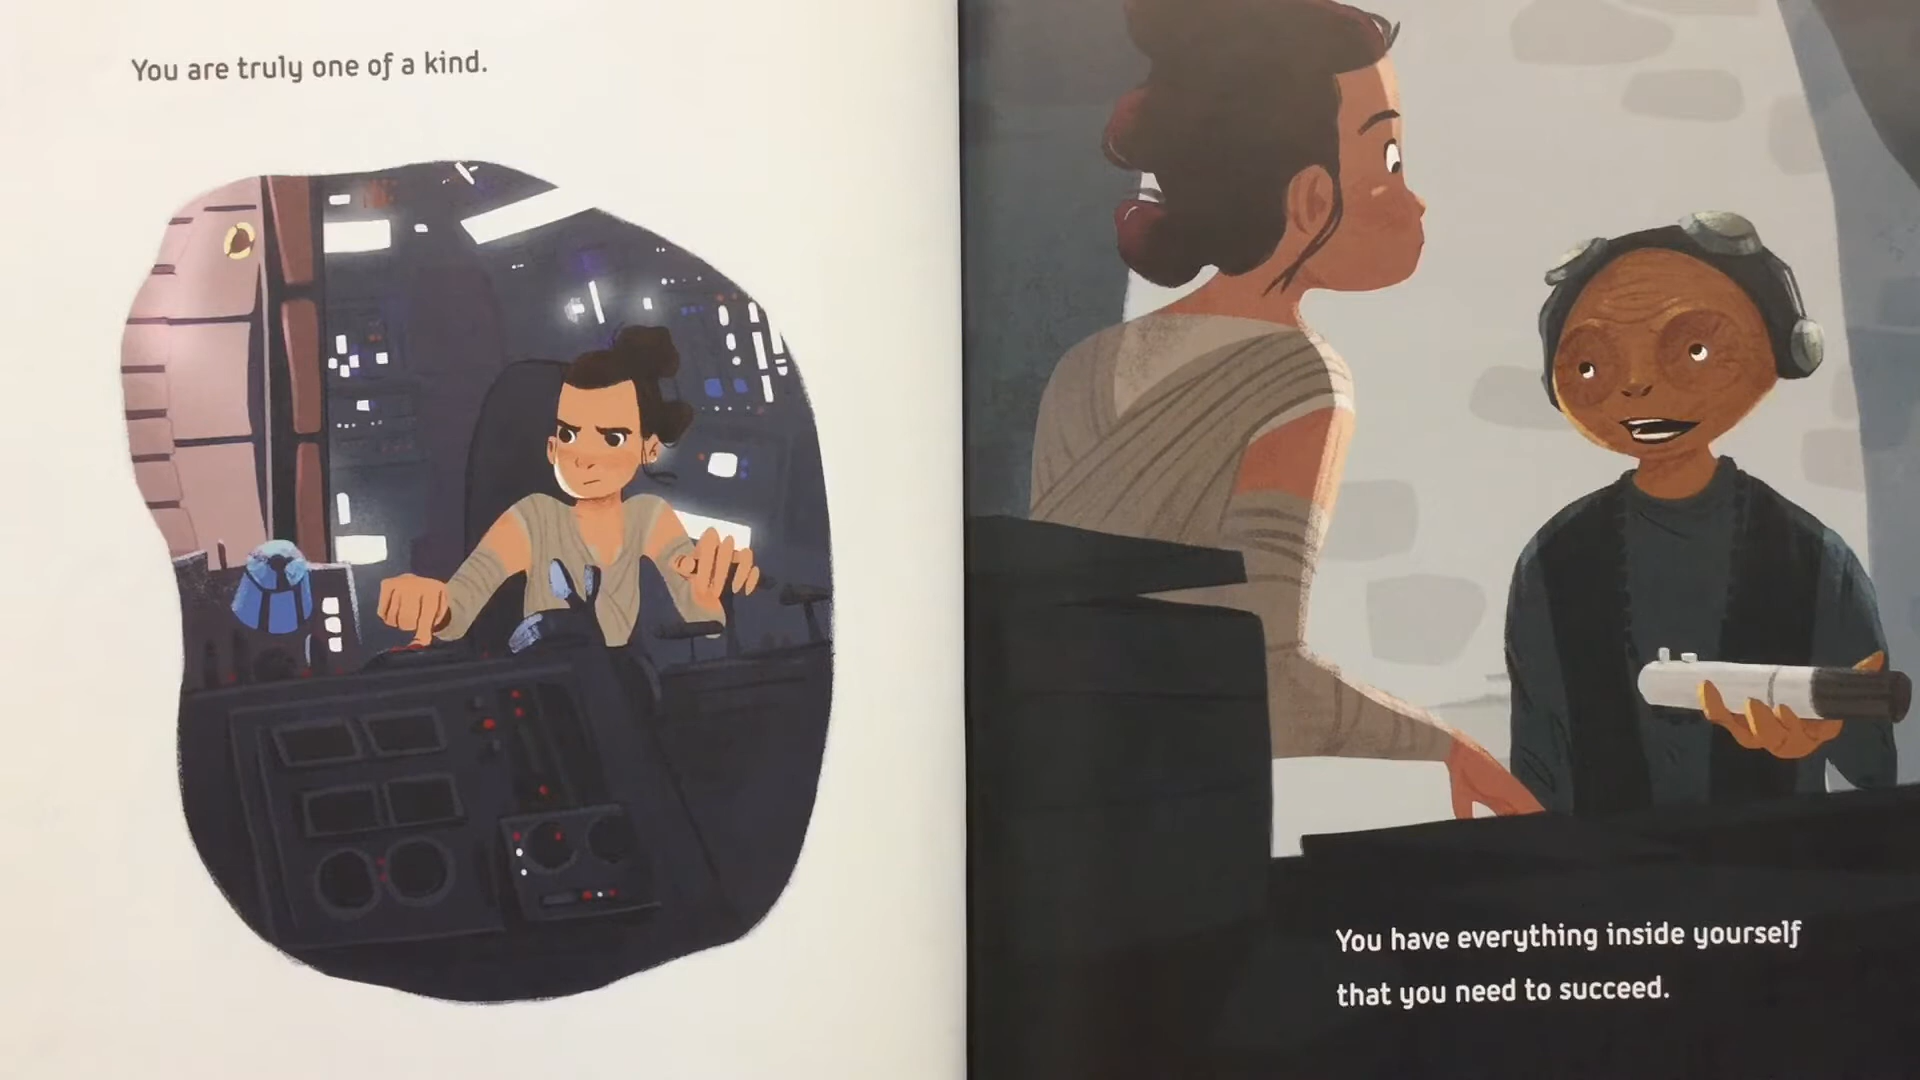 You are truly one of a kind.
You have everything inside yourself
that you need to succeed.